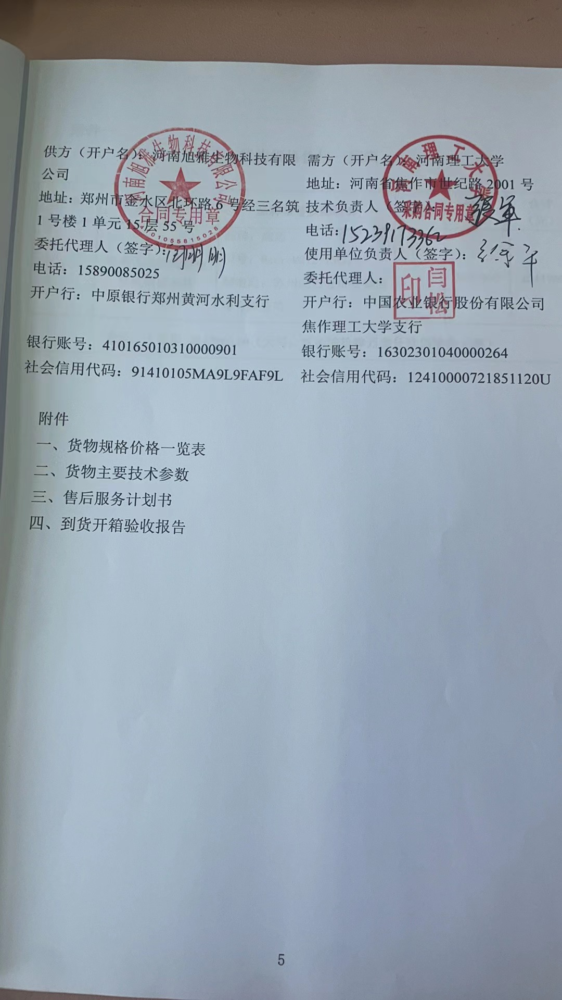 供方（开户名）：河南旭雅生物科技有限
公司
地址：郑州市金水区北环路6号经三名筑
1号楼1单元15层55号
委托代理人（签字）：
电话：15890085025
开户行：中原银行郑州黄河水利支行
银行账号：410165010310000901
社会信用代码：91410105MA9L9FAF9L
河南旭雅生物科技有限公司
合同专用章
4101055815026
需方（开户名）：河南理工大学
地址：河南省焦作市世纪路2001号
技术负责人（签字）：张军
电话：15239173362
使用单位负责人（签字）：
委托代理人：
开户行：中国农业银行股份有限公司
焦作理工大学支行
银行账号：16302301040000264
社会信用代码：12410000721851120U
河南理工大学
采购合同专用章
闫松印
附件
一、货物规格价格一览表
二、货物主要技术参数
三、售后服务计划书
四、到货开箱验收报告
5